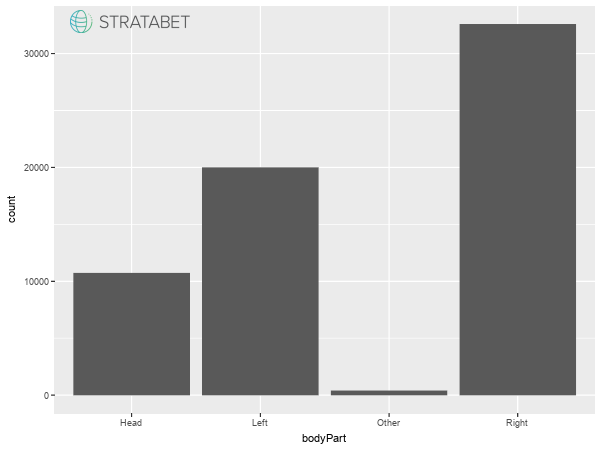 STRATABET
30000
20000
10000
0
count
Head Left Other Right
bodyPart